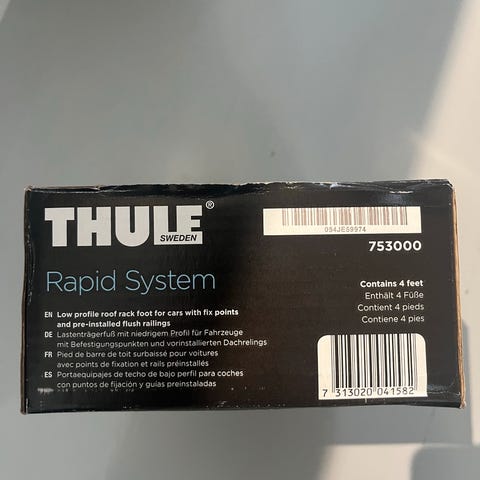 THULE®
SWEDEN
094JE59974
753000
Rapid System
EN Low profile roof rack foot for cars with fix points
and pre-installed flush railings
DE Lastenträgerfuß mit niedrigem Profil für Fahrzeuge
mit Befestigungspunkten und vorinstallierten Dachrelings
FR Pied de barre de toit surbaissé pour voitures
avec points de fixation et rails préinstallés
ES Portaequipajes de techo de bajo perfil para coches
con puntos de fijación y guías preinstaladas
Contains 4 feet
Enthält 4 Füße
Contient 4 pieds
Contiene 4 pies
7 313020 041582